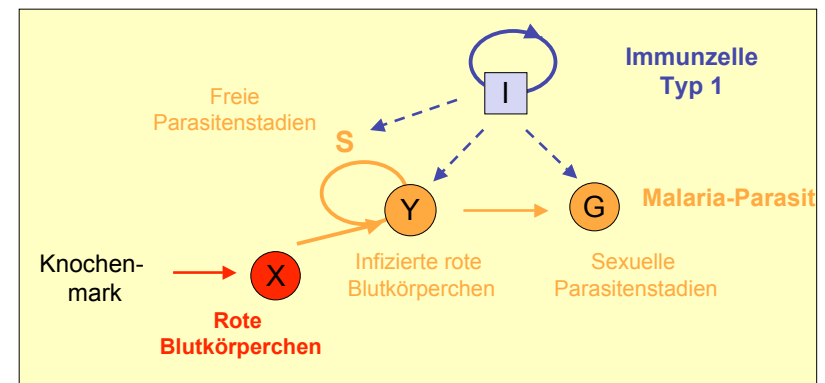 Immunzelle
Typ 1
I
Freie
Parasitenstadien
S
Y
G
Malaria-Parasit
Knochen-
mark
X
Infizierte rote
Blutkörperchen
Sexuelle
Parasitenstadien
Rote
Blutkörperchen